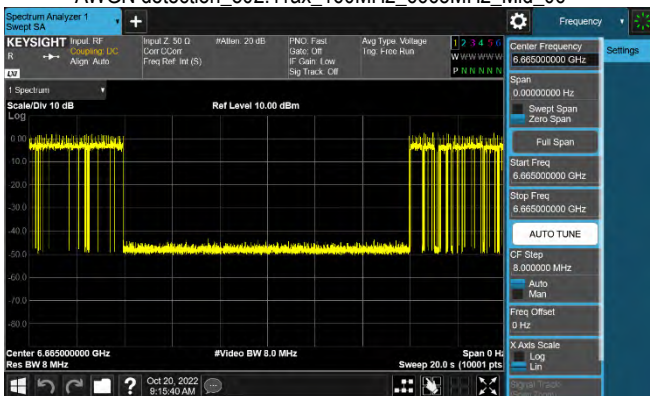 Spectrum Analyzer 1
Swept SA
Frequency
KEYSIGHT
Input: RF
Coupling: DC
Align: Auto
Input Z: 50 Ω
Corr CCorr
Freq Ref: Int (S)
#Atten: 20 dB
PNO: Fast
Gate: Off
IF Gain: Low
Sig Track: Off
Avg Type: Voltage
Trig: Free Run
1 2 3 4 5 6
W W W W W W
P N N N N N
LXI
R
1 Spectrum
Scale/Div 10 dB
Ref Level 10.00 dBm
Log
0.00
-10.0
-20.0
-30.0
-40.0
-50.0
-60.0
-70.0
-80.0
Center 6.665000000 GHz
Res BW 8 MHz
#Video BW 8.0 MHz
Span 0 Hz
Sweep 20.0 s (10001 pts
Center Frequency
6.665000000 GHz
Settings
Span
0.00000000 Hz
Swept Span
Zero Span
Full Span
Start Freq
6.665000000 GHz
Stop Freq
6.665000000 GHz
AUTO TUNE
CF Step
8.000000 MHz
Auto
Man
Freq Offset
0 Hz
X Axis Scale
Log
Lin
Signal Track
?
Oct 20, 2022
9:15:40 AM